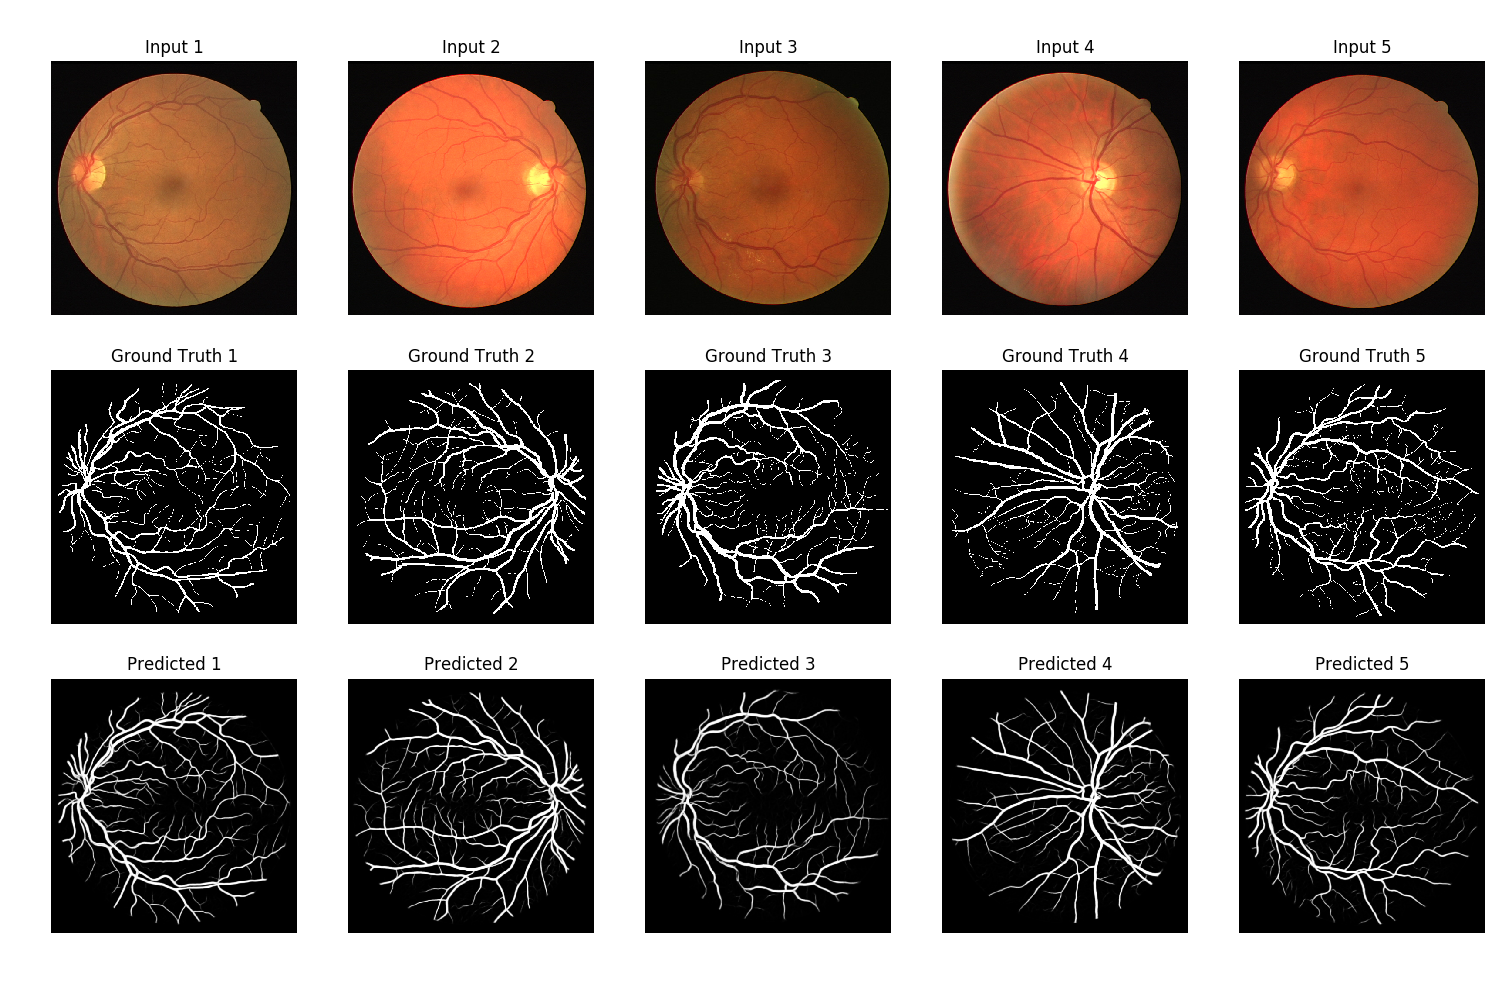 Input 1
Input 2
Input 3
Input 4
Input 5
Ground Truth 1
Ground Truth 2
Ground Truth 3
Ground Truth 4
Ground Truth 5
Predicted 1
Predicted 2
Predicted 3
Predicted 4
Predicted 5